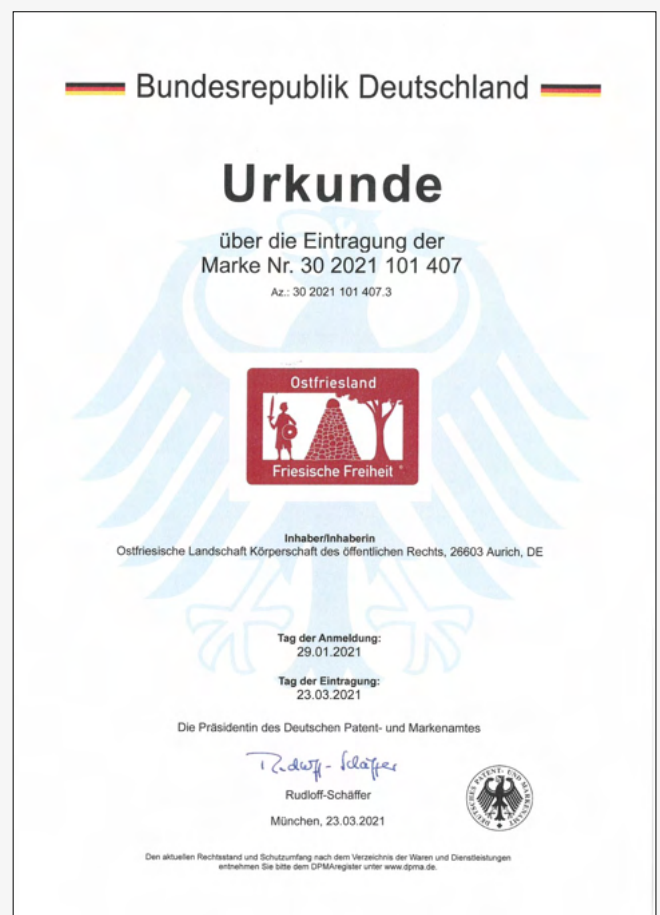 Bundesrepublik Deutschland
Urkunde
über die Eintragung der
Marke Nr. 30 2021 101 407
Az.: 30 2021 101 407.3
Ostfriesland
Friesische Freiheit
Inhaber/Inhaberin
Ostfriesische Landschaft Körperschaft des öffentlichen Rechts, 26603 Aurich, DE
Tag der Anmeldung:
29.01.2021
Tag der Eintragung:
23.03.2021
Die Präsidentin des Deutschen Patent- und Markenamtes
Rudloff-Schäffer
Rudloff-Schäffer
München, 23.03.2021
DEUTSCHES PATENT- UND MARKENAMT
Den aktuellen Rechtsstand und Schutzumfang nach dem Verzeichnis der Waren und Dienstleistungen
entnehmen Sie bitte dem DPMAregister unter www.dpma.de.